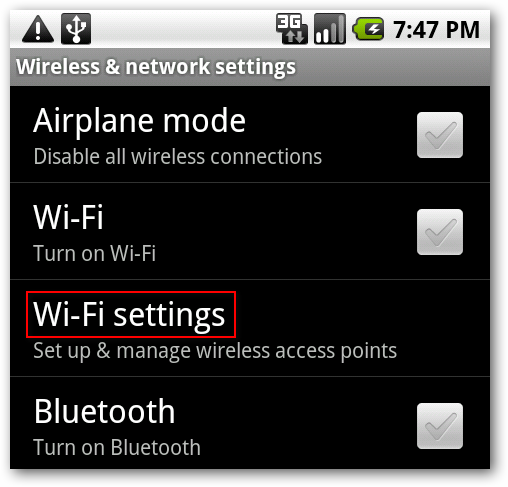 3G 7:47 PM
Wireless & network settings
Airplane mode
Disable all wireless connections
Wi-Fi
Turn on Wi-Fi
Wi-Fi settings
Set up & manage wireless access points
Bluetooth
Turn on Bluetooth